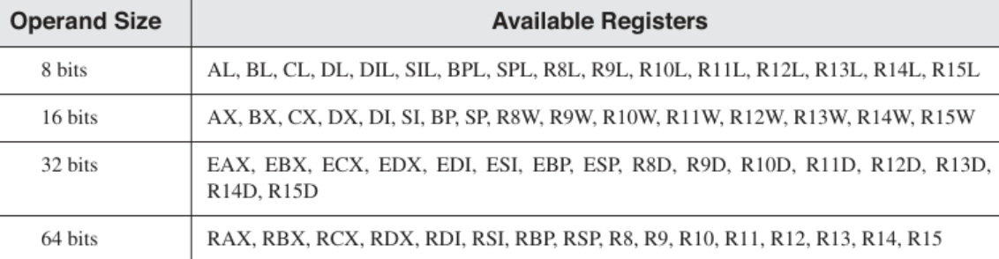 Operand Size Available Registers
8 bits AL, BL, CL, DL, DIL, SIL, BPL, SPL, R8L, R9L, R10L, R11L, R12L, R13L, R14L, R15L
16 bits AX, BX, CX, DX, DI, SI, BP, SP, R8W, R9W, R10W, R11W, R12W, R13W, R14W, R15W
32 bits EAX, EBX, ECX, EDX, EDI, ESI, EBP, ESP, R8D, R9D, R10D, R11D, R12D, R13D,
R14D, R15D
64 bits RAX, RBX, RCX, RDX, RDI, RSI, RBP, RSP, R8, R9, R10, R11, R12, R13, R14, R15